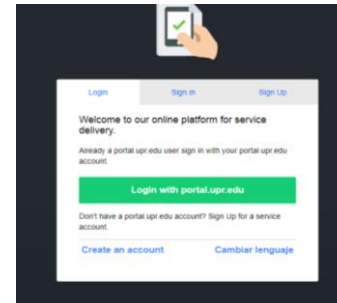 Login Sign In Sign Up
Welcome to our online platform for service
delivery.
Already a portal.upr.edu user sign in with your portal.upr.edu
account.
Login with portal.upr.edu
Don't have a portal.upr.edu account? Sign Up for a service
account.
Create an account Cambiar lenguaje